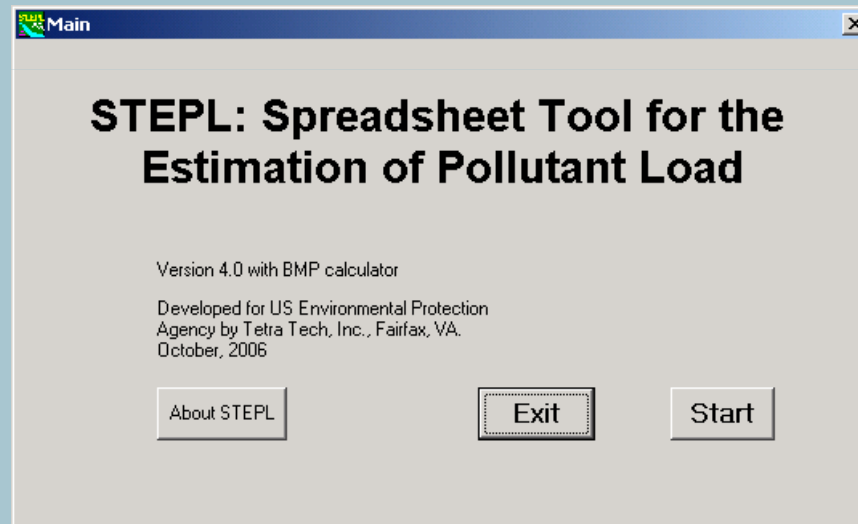 Main
STEPL: Spreadsheet Tool for the
Estimation of Pollutant Load
Version 4.0 with BMP calculator
Developed for US Environmental Protection
Agency by Tetra Tech, Inc., Fairfax, VA.
October, 2006
About STEPL
Exit
Start